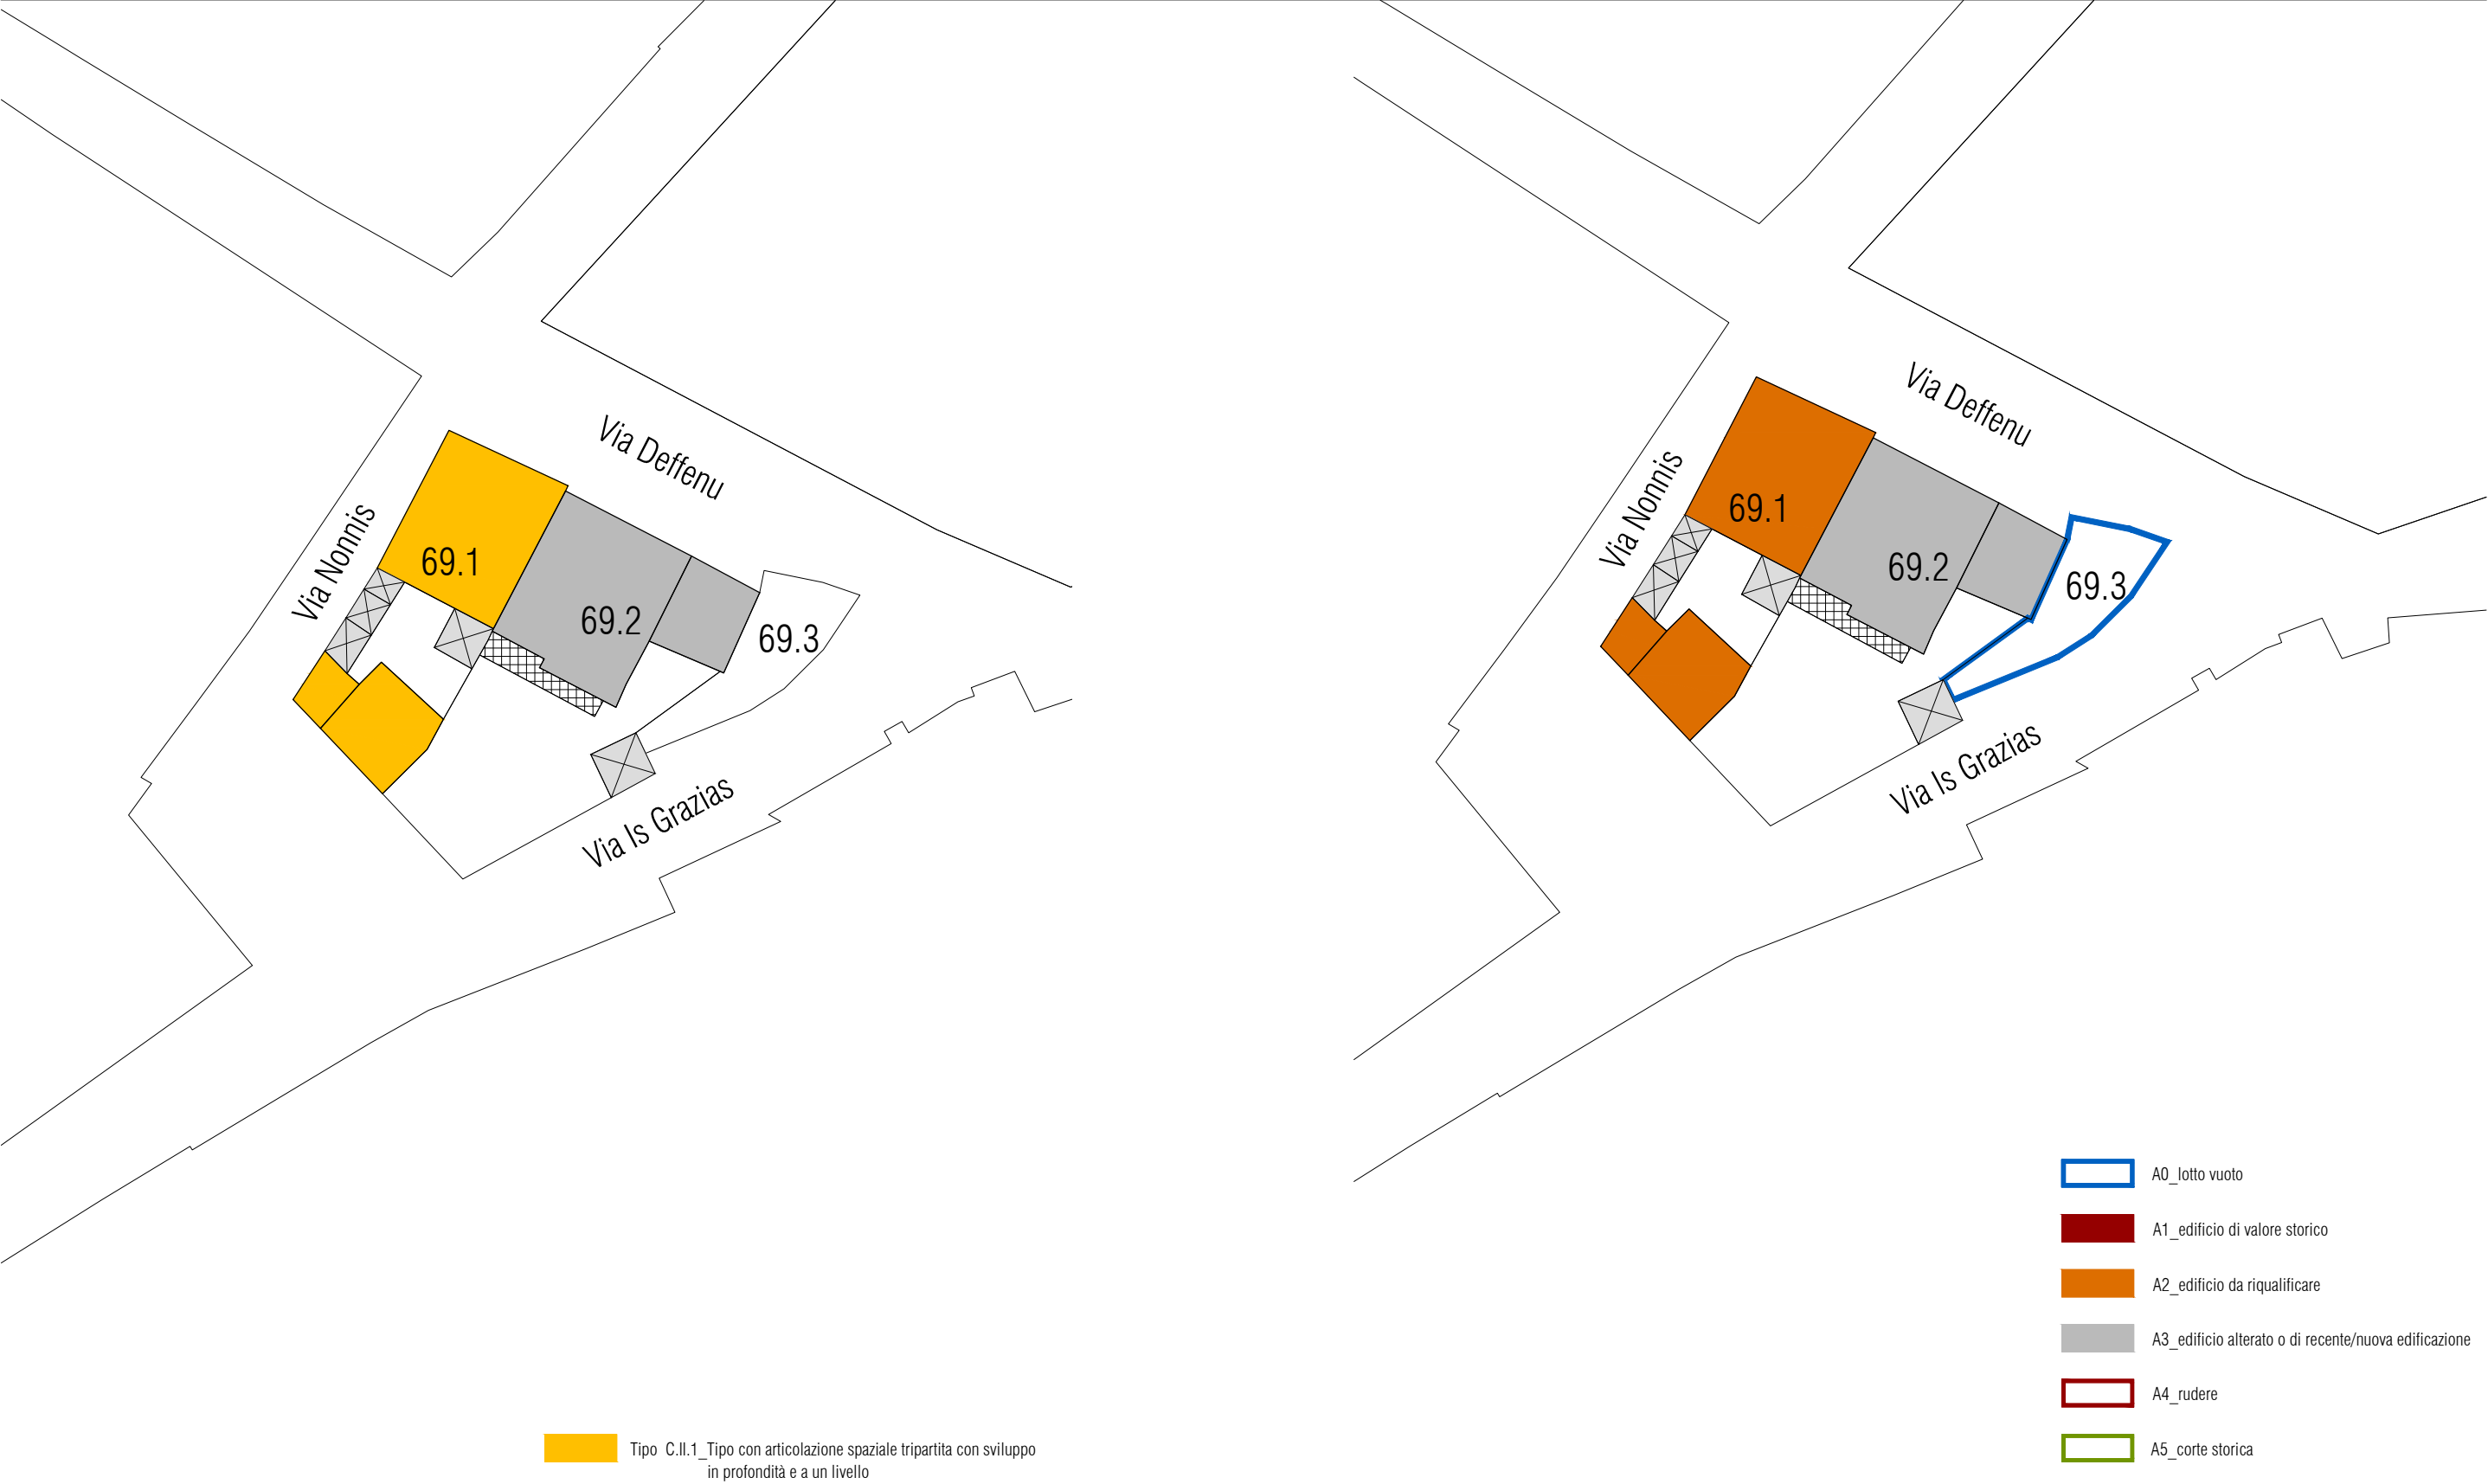 Via Deffenu
Via Nonnis
69.1
69.2
69.3
Via Is Grazias
Tipo C.II.1_Tipo con articolazione spaziale tripartita con sviluppo
in profondità e a un livello
Via Deffenu
Via Nonnis
69.1
69.2
69.3
Via Is Grazias
A0_lotto vuoto
A1_edificio di valore storico
A2_edificio da riqualificare
A3_edificio alterato o di recente/nuova edificazione
A4_rudere
A5_corte storica